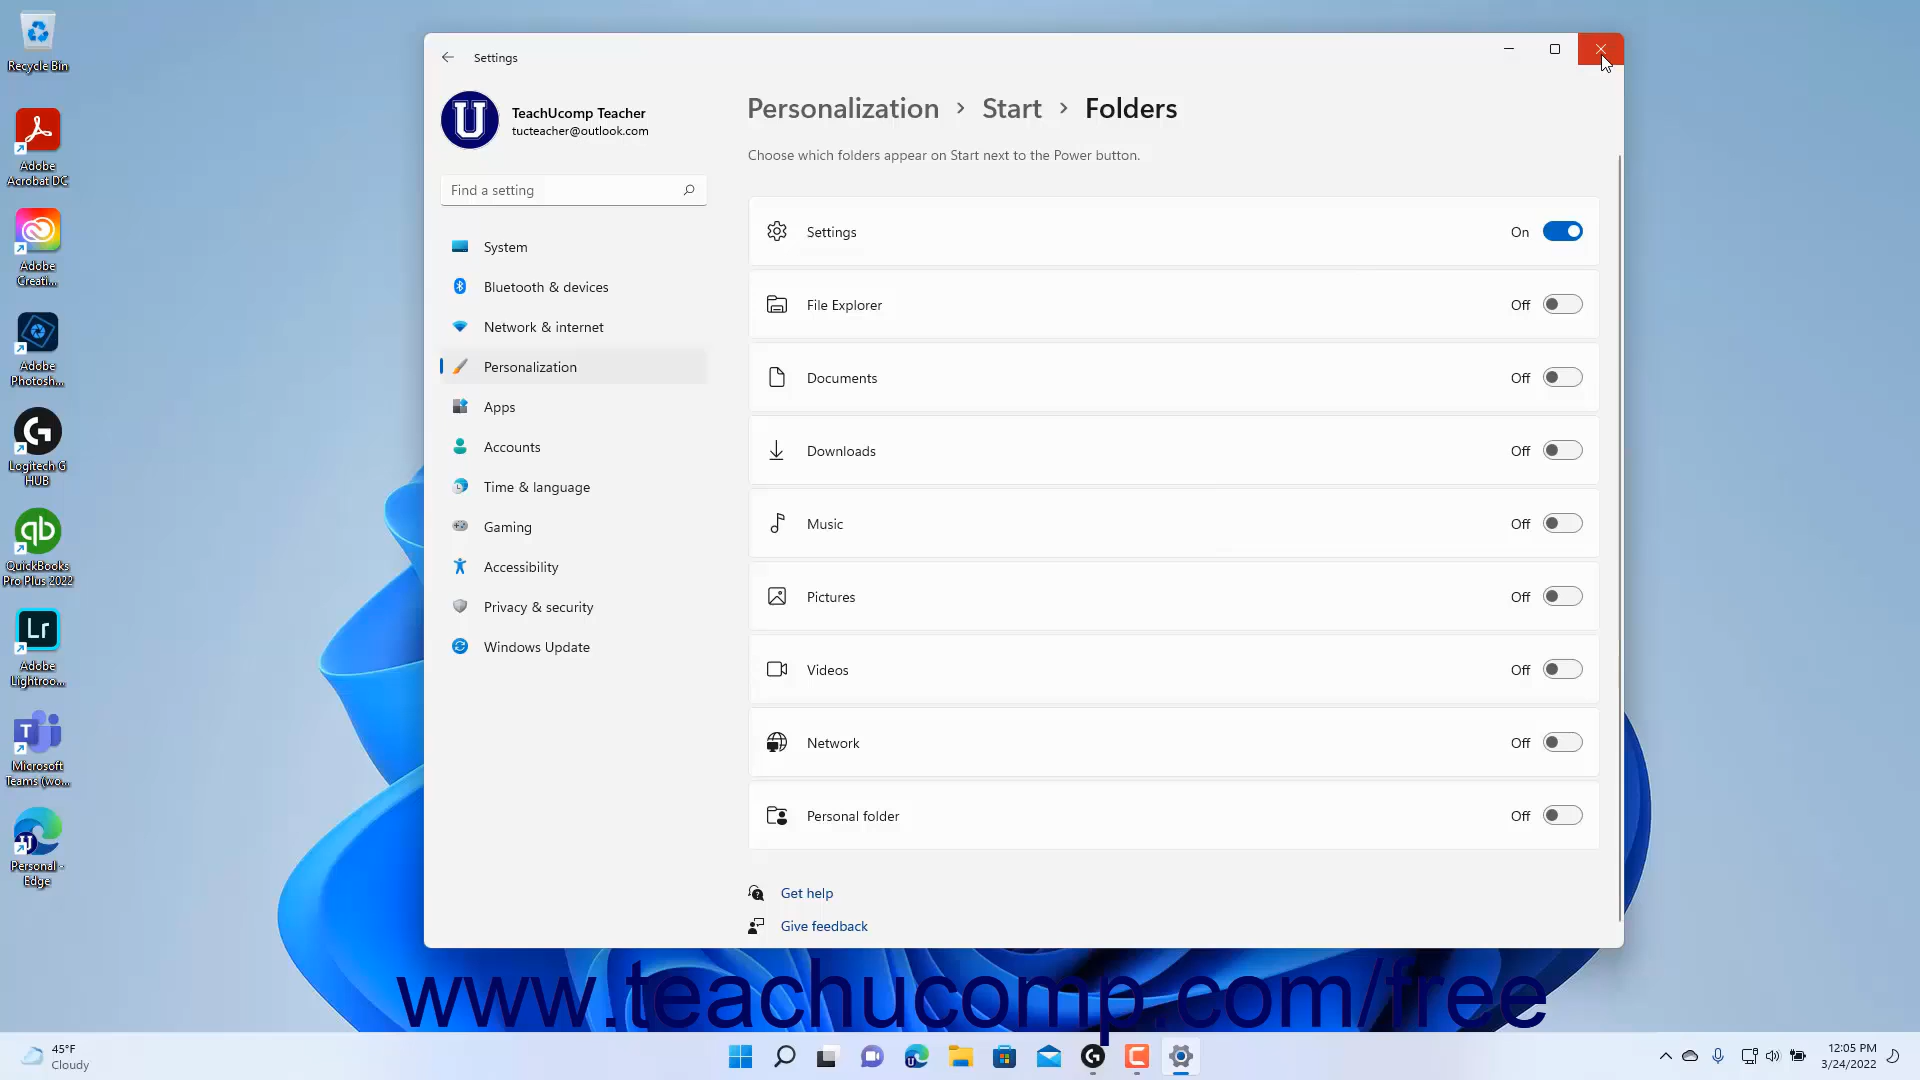 Recycle Bin
Adobe
Acrobat DC
Adobe
Creati...
Adobe
Photosh...
Logitech G
HUB
QuickBooks
Pro Plus 2022
Lr
Adobe
Lightroo...
Microsoft
Teams (wo...
Personal -
Edge
Settings
TeachUcomp Teacher
tucteacher@outlook.com
Find a setting
System
Bluetooth & devices
Network & internet
Personalization
Apps
Accounts
Time & language
Gaming
Accessibility
Privacy & security
Windows Update
Personalization > Start > Folders
Choose which folders appear on Start next to the Power button.
Settings On
File Explorer Off
Documents Off
Downloads Off
Music Off
Pictures Off
Videos Off
Network Off
Personal folder Off
Get help
Give feedback
www.teachucomp.com/free
45°F
Cloudy
12:05 PM
3/24/2022